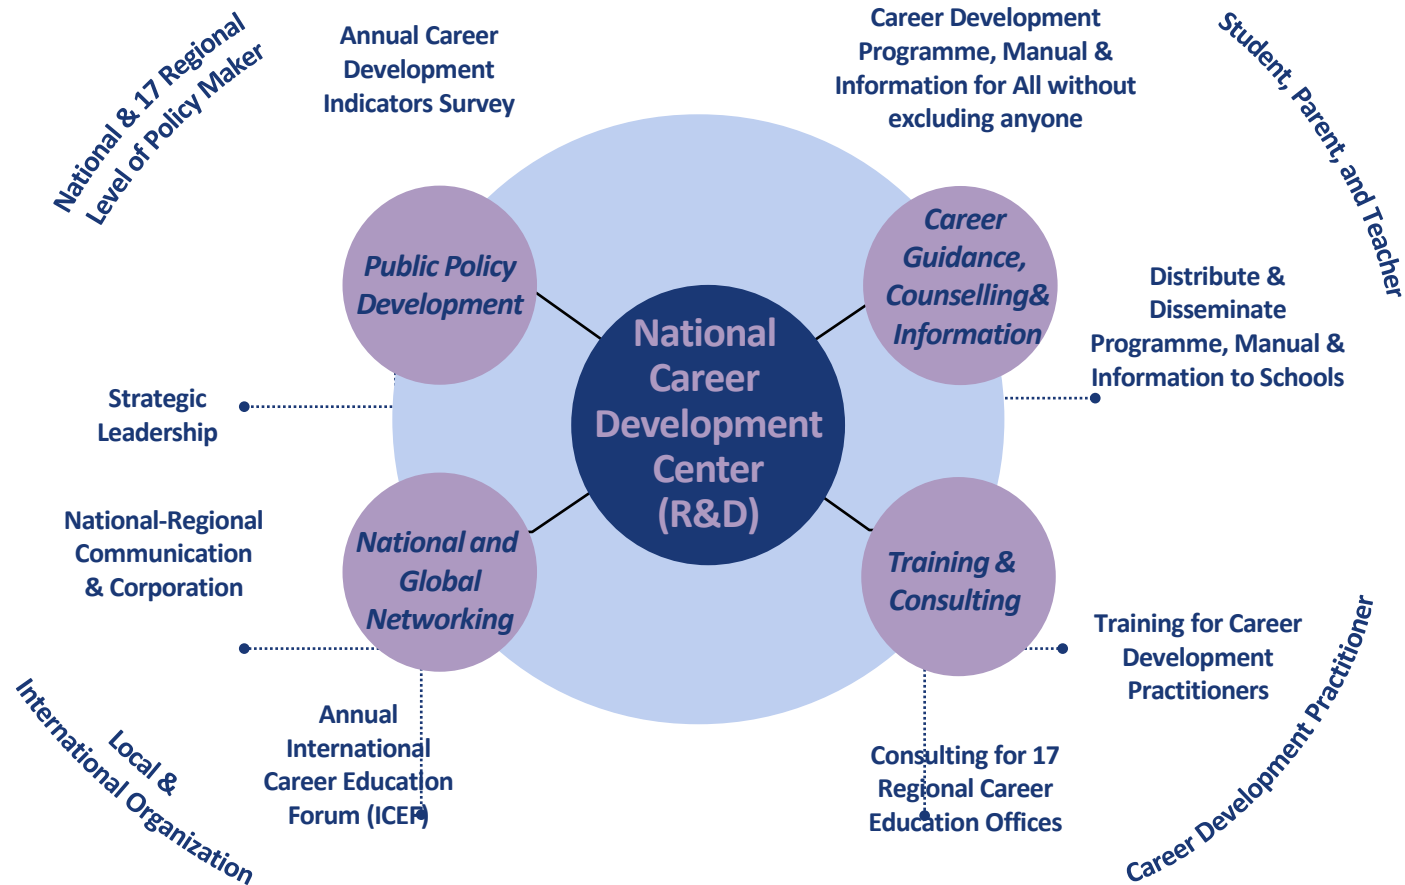 National & 17 Regional
Level of Policy Maker
Annual Career
Development
Indicators Survey
Career Development
Programme, Manual &
Information for All without
excluding anyone
Student, Parent, and Teacher
Public Policy
Development
Career
Guidance,
Counselling&
Information
National
Career
Development
Center
(R&D)
Distribute &
Disseminate
Programme, Manual &
Information to Schools
Strategic
Leadership
National-Regional
Communication
& Corporation
National and
Global
Networking
Training &
Consulting
Training for Career
Development
Practitioners
Local &
International Organization
Annual
International
Career Education
Forum (ICEF)
Consulting for 17
Regional Career
Education Offices
Career Development Practitioner